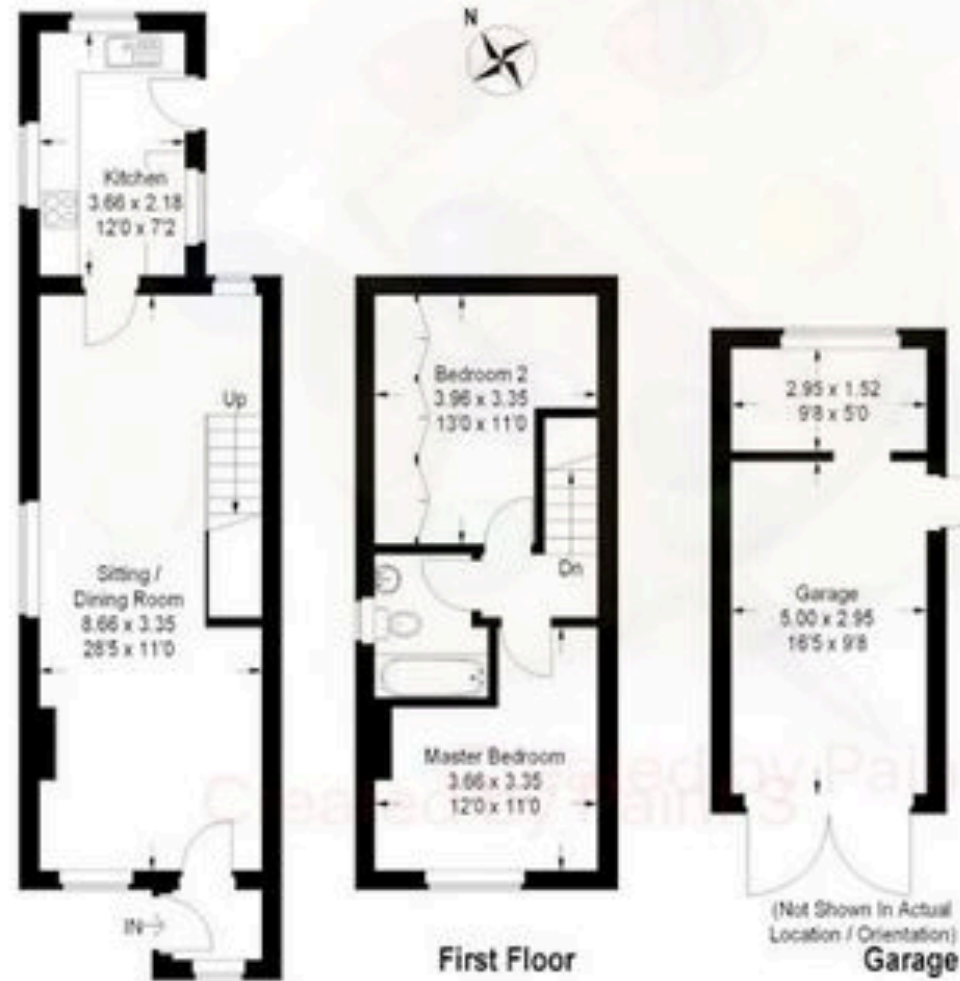 N
Kitchen
3.66 x 2.18
12'0 x 7'2
Up
Sitting /
Dining Room
8.66 x 3.35
28'5 x 11'0
IN
Bedroom 2
3.96 x 3.35
13'0 x 11'0
Dn
Master Bedroom
3.66 x 3.35
12'0 x 11'0
First Floor
2.95 x 1.52
9'8 x 5'0
Garage
5.00 x 2.95
16'5 x 9'8
(Not Shown In Actual
Location / Orientation)
Garage
Created by Pain